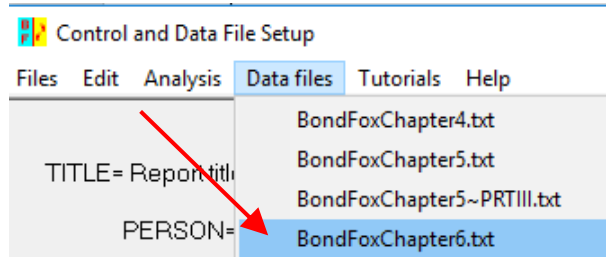 Control and Data File Setup
Files Edit Analysis Data files Tutorials Help
BondFoxChapter4.txt
BondFoxChapter5.txt
TITLE= Report titl
BondFoxChapter5~PRTIII.txt
PERSON=
BondFoxChapter6.txt